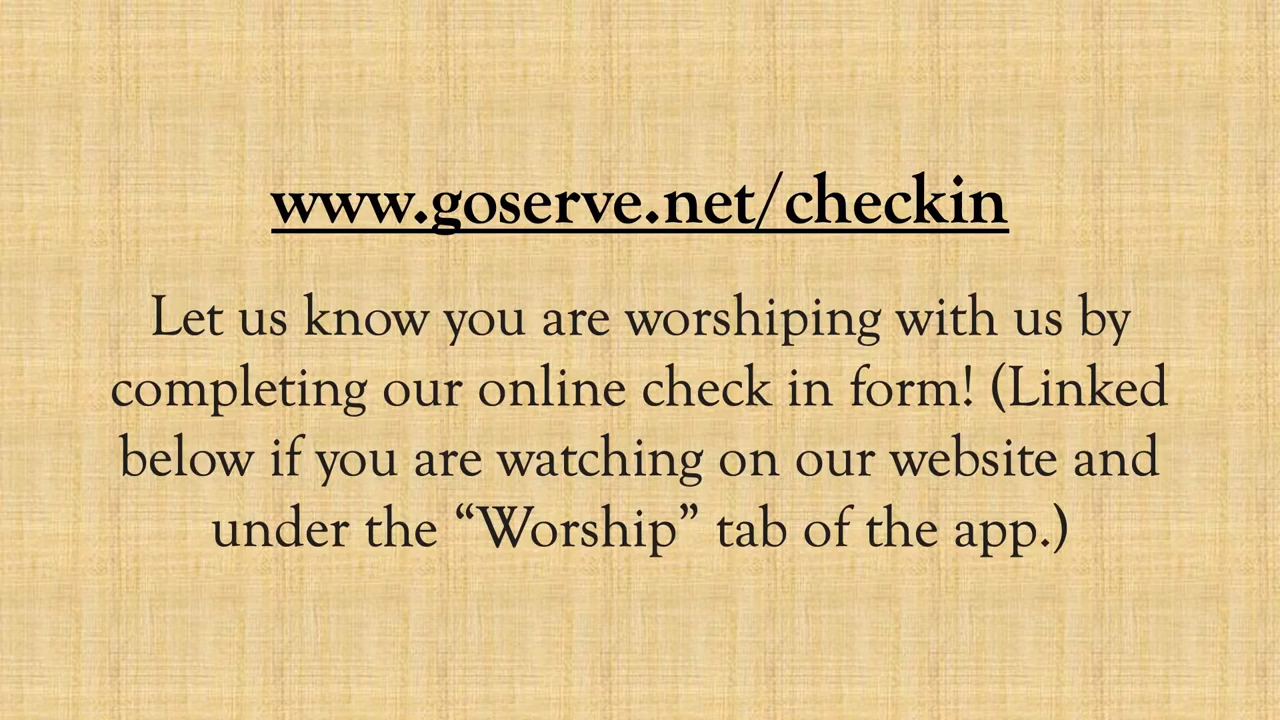 www.goserve.net/checkin
Let us know you are worshiping with us by
completing our online check in form! (Linked
below if you are watching on our website and
under the “Worship” tab of the app.)